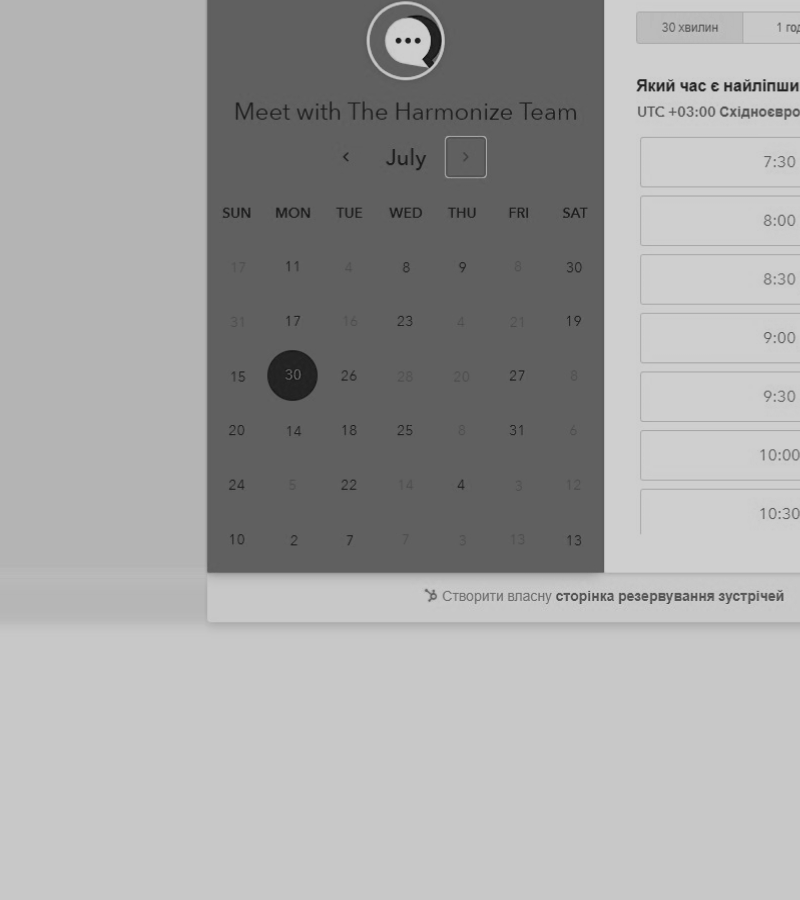 30 хвилин 1 год
Meet with The Harmonize Team
Який час є найліпши
UTC +03:00 Східноєвро
July
SUN MON TUE WED THU FRI SAT
17 11 4 8 9 6 30
31 17 16 23 4 21 19
15 30 26 28 20 27 8
20 14 18 25 8 31 6
24 5 22 14 4 3 12
10 2 7 7 3 13 13
7:30
8:00
8:30
9:00
9:30
10:00
10:30
Створити власну сторінка резервування зустрічей